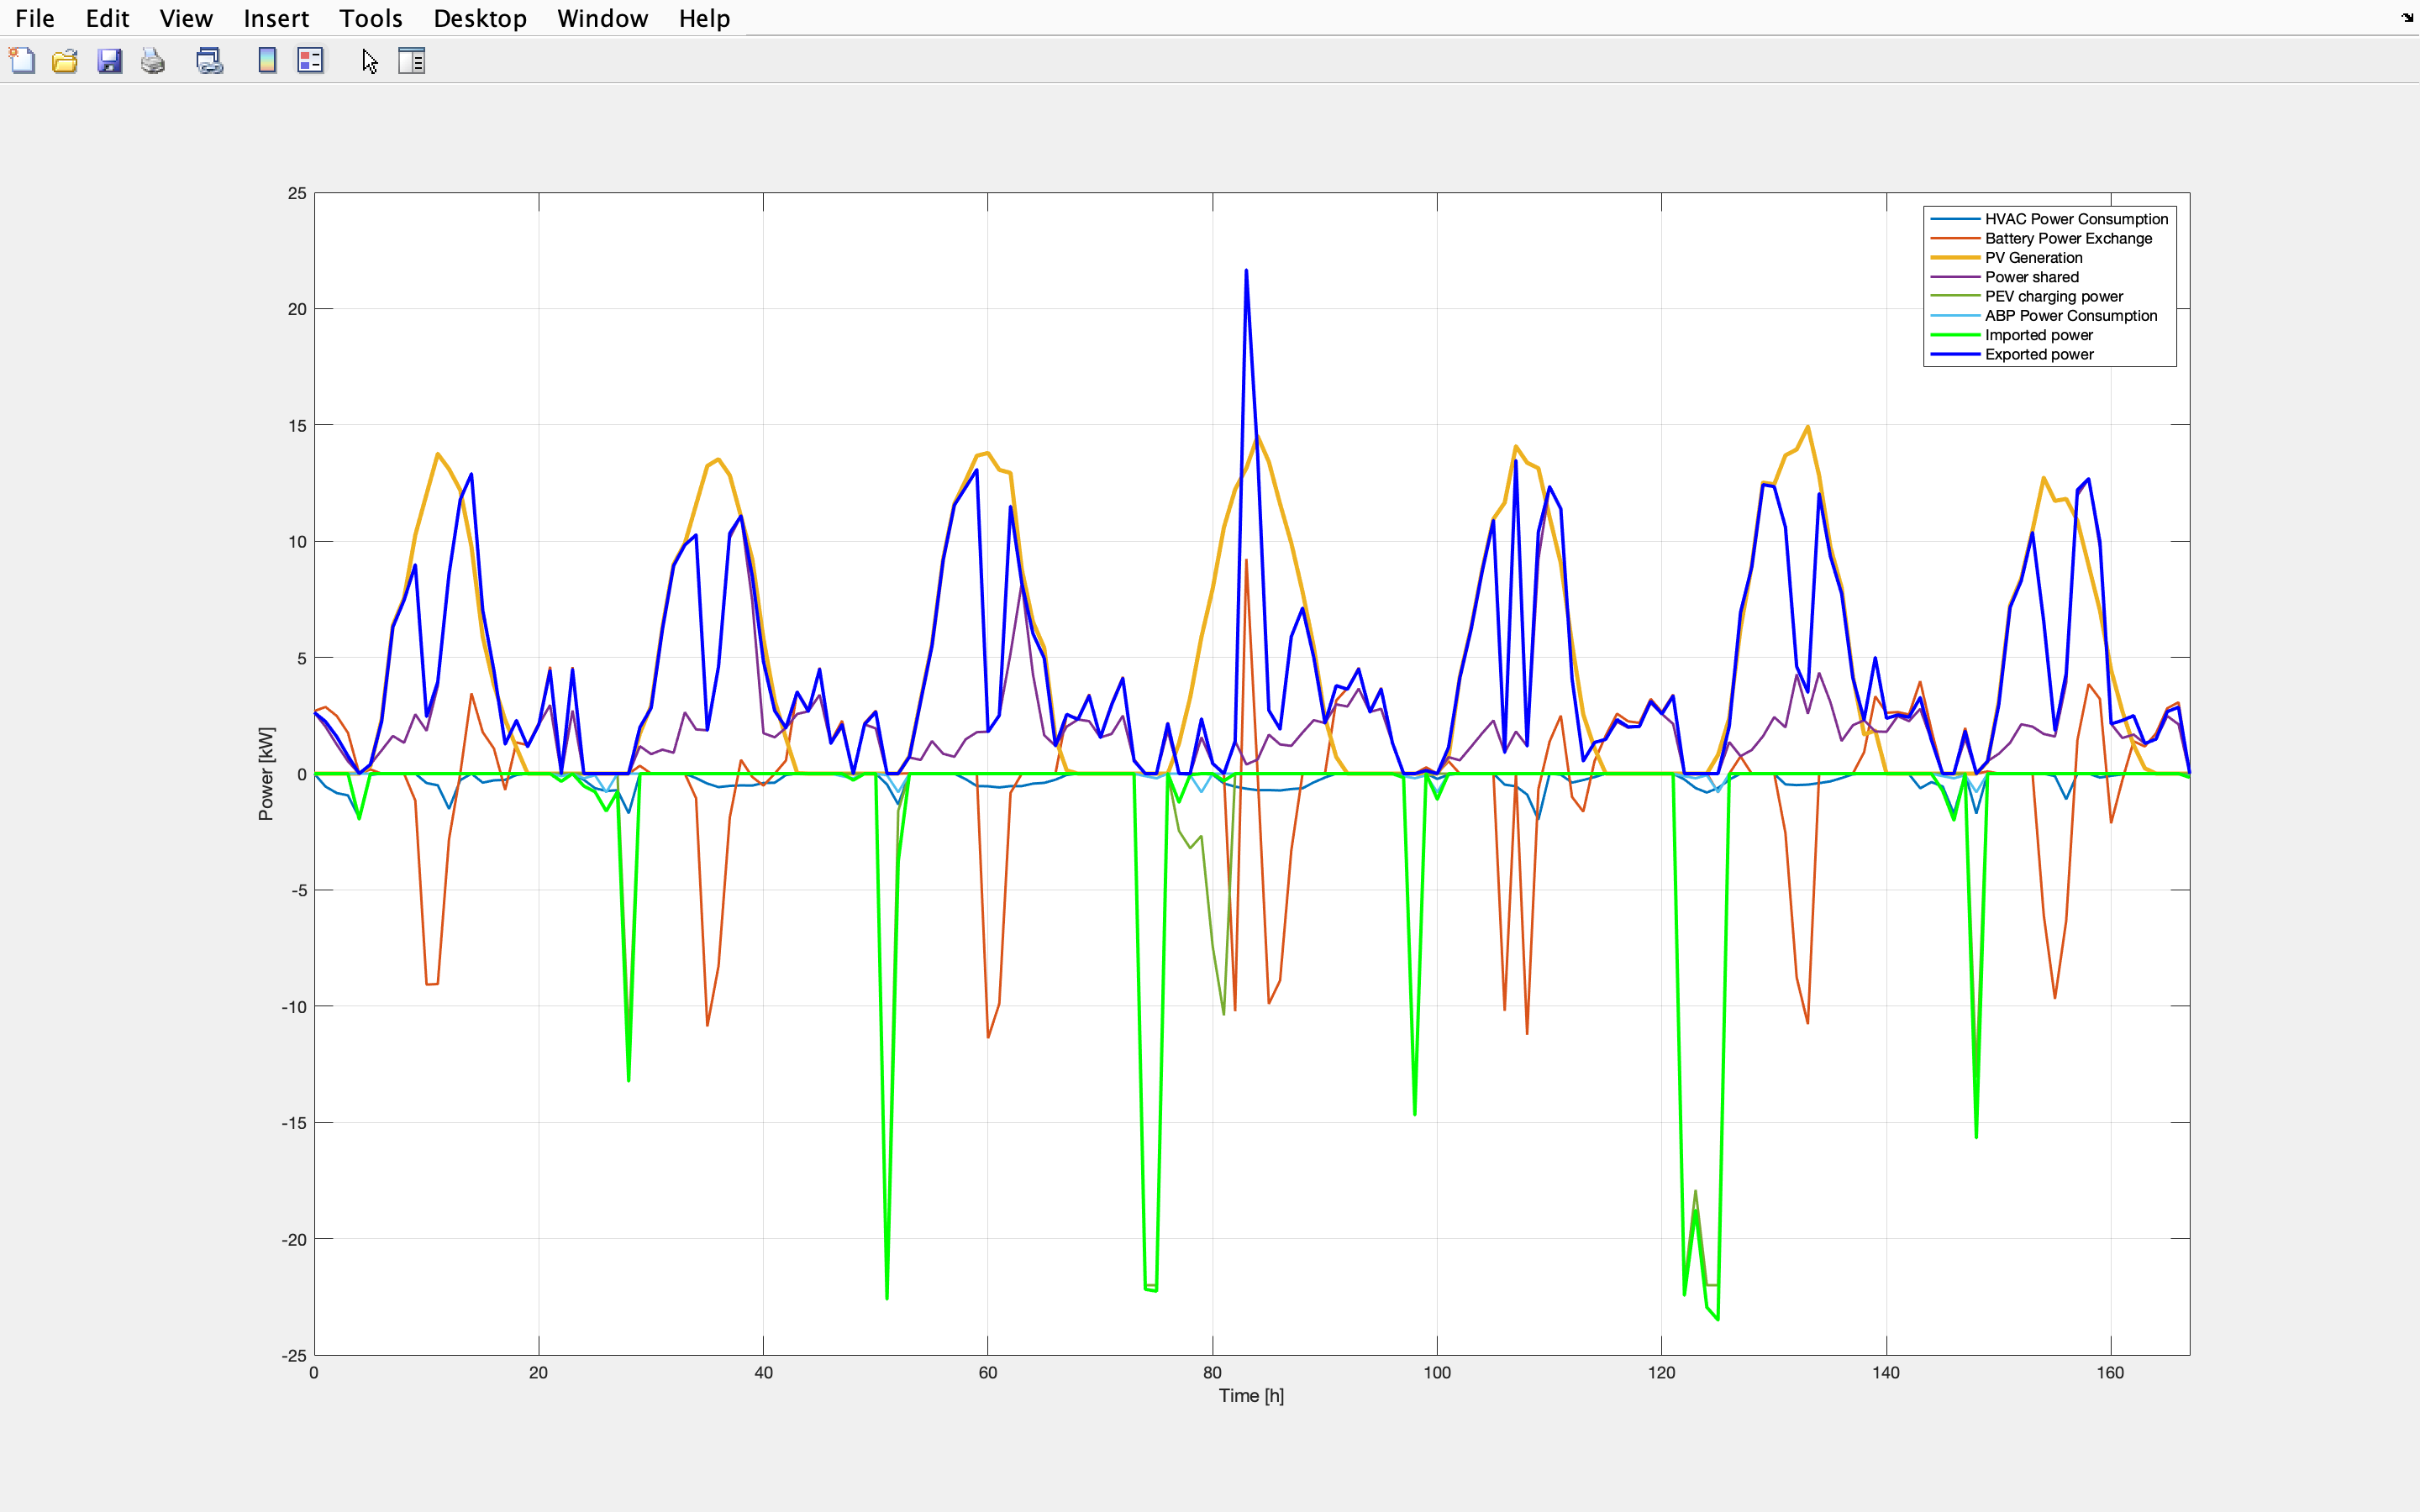 File Edit View Insert Tools Desktop Window Help
HVAC Power Consumption
Battery Power Exchange
PV Generation
Power shared
PEV charging power
ABP Power Consumption
Imported power
Exported power
25
20
15
10
5
0
-5
-10
-15
-20
-25
Power [kW]
0 20 40 60 80 100 120 140 160
Time [h]